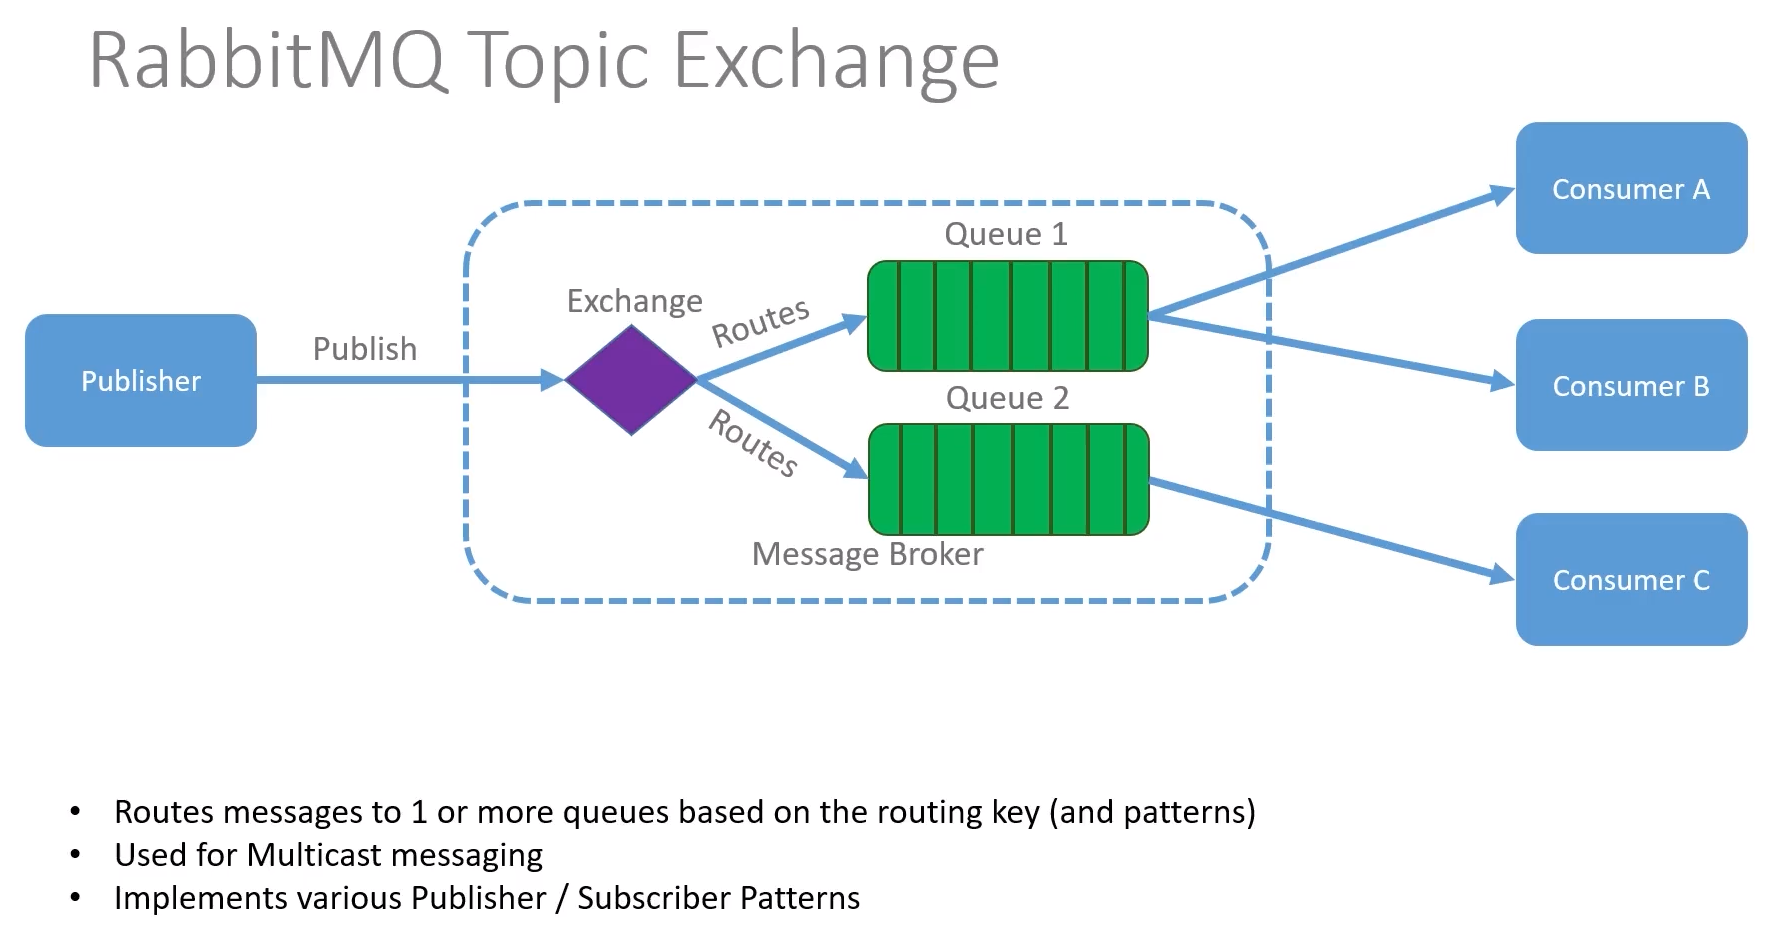 RabbitMQ Topic Exchange
Publisher
Publish
Exchange
Routes
Routes
Queue 1
Queue 2
Message Broker
Consumer A
Consumer B
Consumer C
• Routes messages to 1 or more queues based on the routing key (and patterns)
• Used for Multicast messaging
• Implements various Publisher / Subscriber Patterns